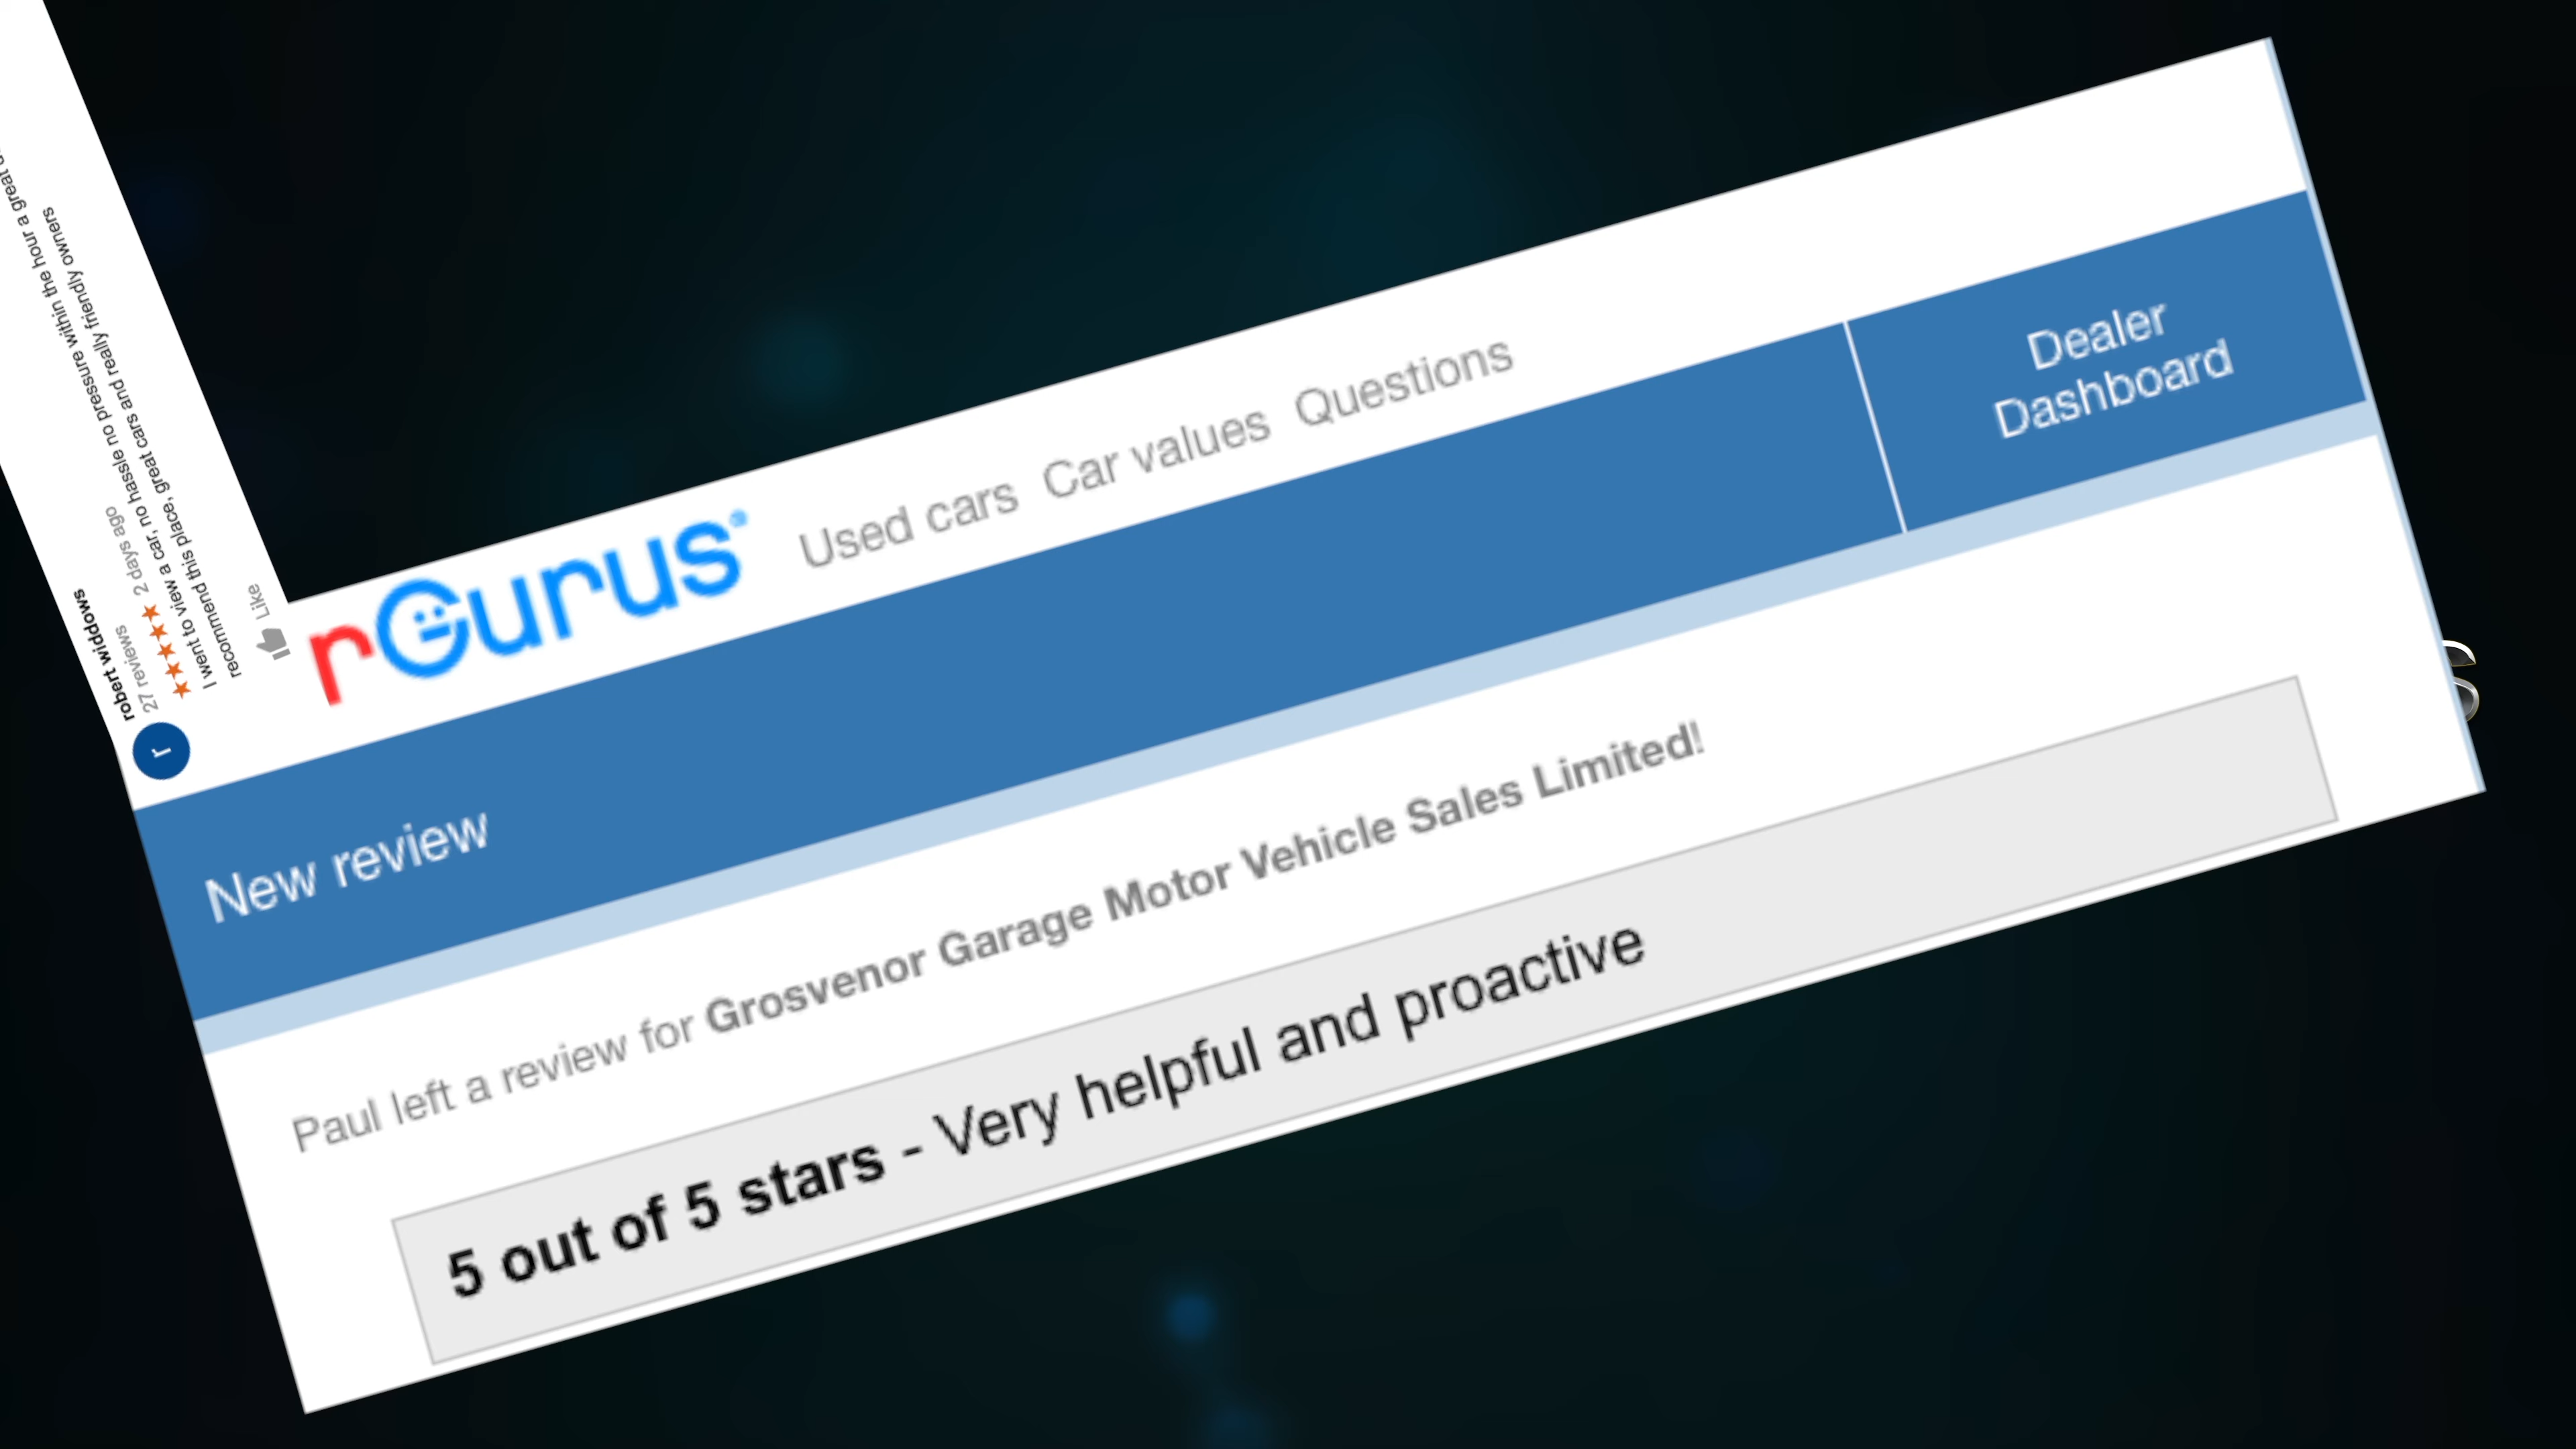 robert widdows
27 reviews
★★★★★ 2 days ago
I went to view a car, no no hassle no pressure within the hour a great
recommend this place, great cars and really friendly owners
Like
r
rGurus
Used cars Car values Questions
New review
Dealer
Dashboard
Paul left a review for Grosvenor Garage Motor Vehicle Sales Limited!
5 out of 5 stars - Very helpful and proactive